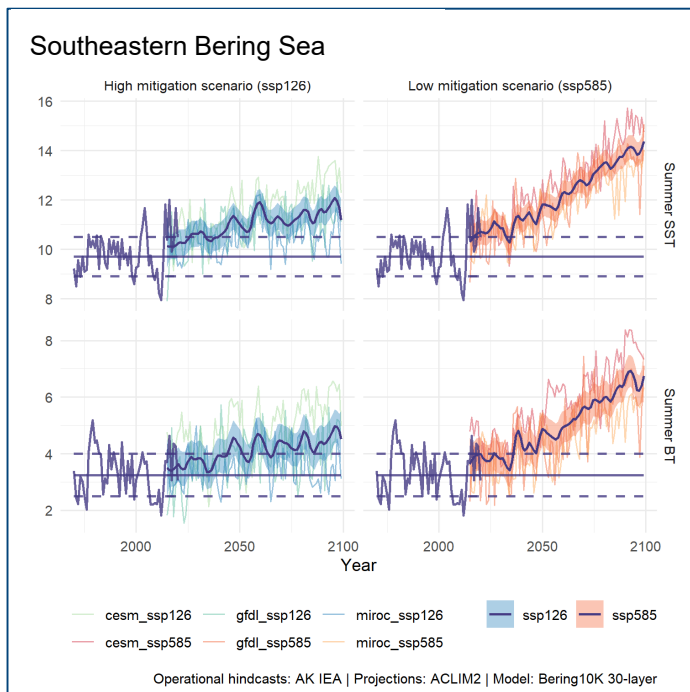 Southeastern Bering Sea
High mitigation scenario (ssp126) Low mitigation scenario (ssp585)
16
14
12
10
8
Summer SST
8
6
4
2
Summer BT
2000 2050 2100 2000 2050 2100
Year
cesm_ssp126 gfdl_ssp126 miroc_ssp126 ssp126 ssp585
cesm_ssp585 gfdl_ssp585 miroc_ssp585
Operational hindcasts: AK IEA | Projections: ACLIM2 | Model: Bering10K 30-layer